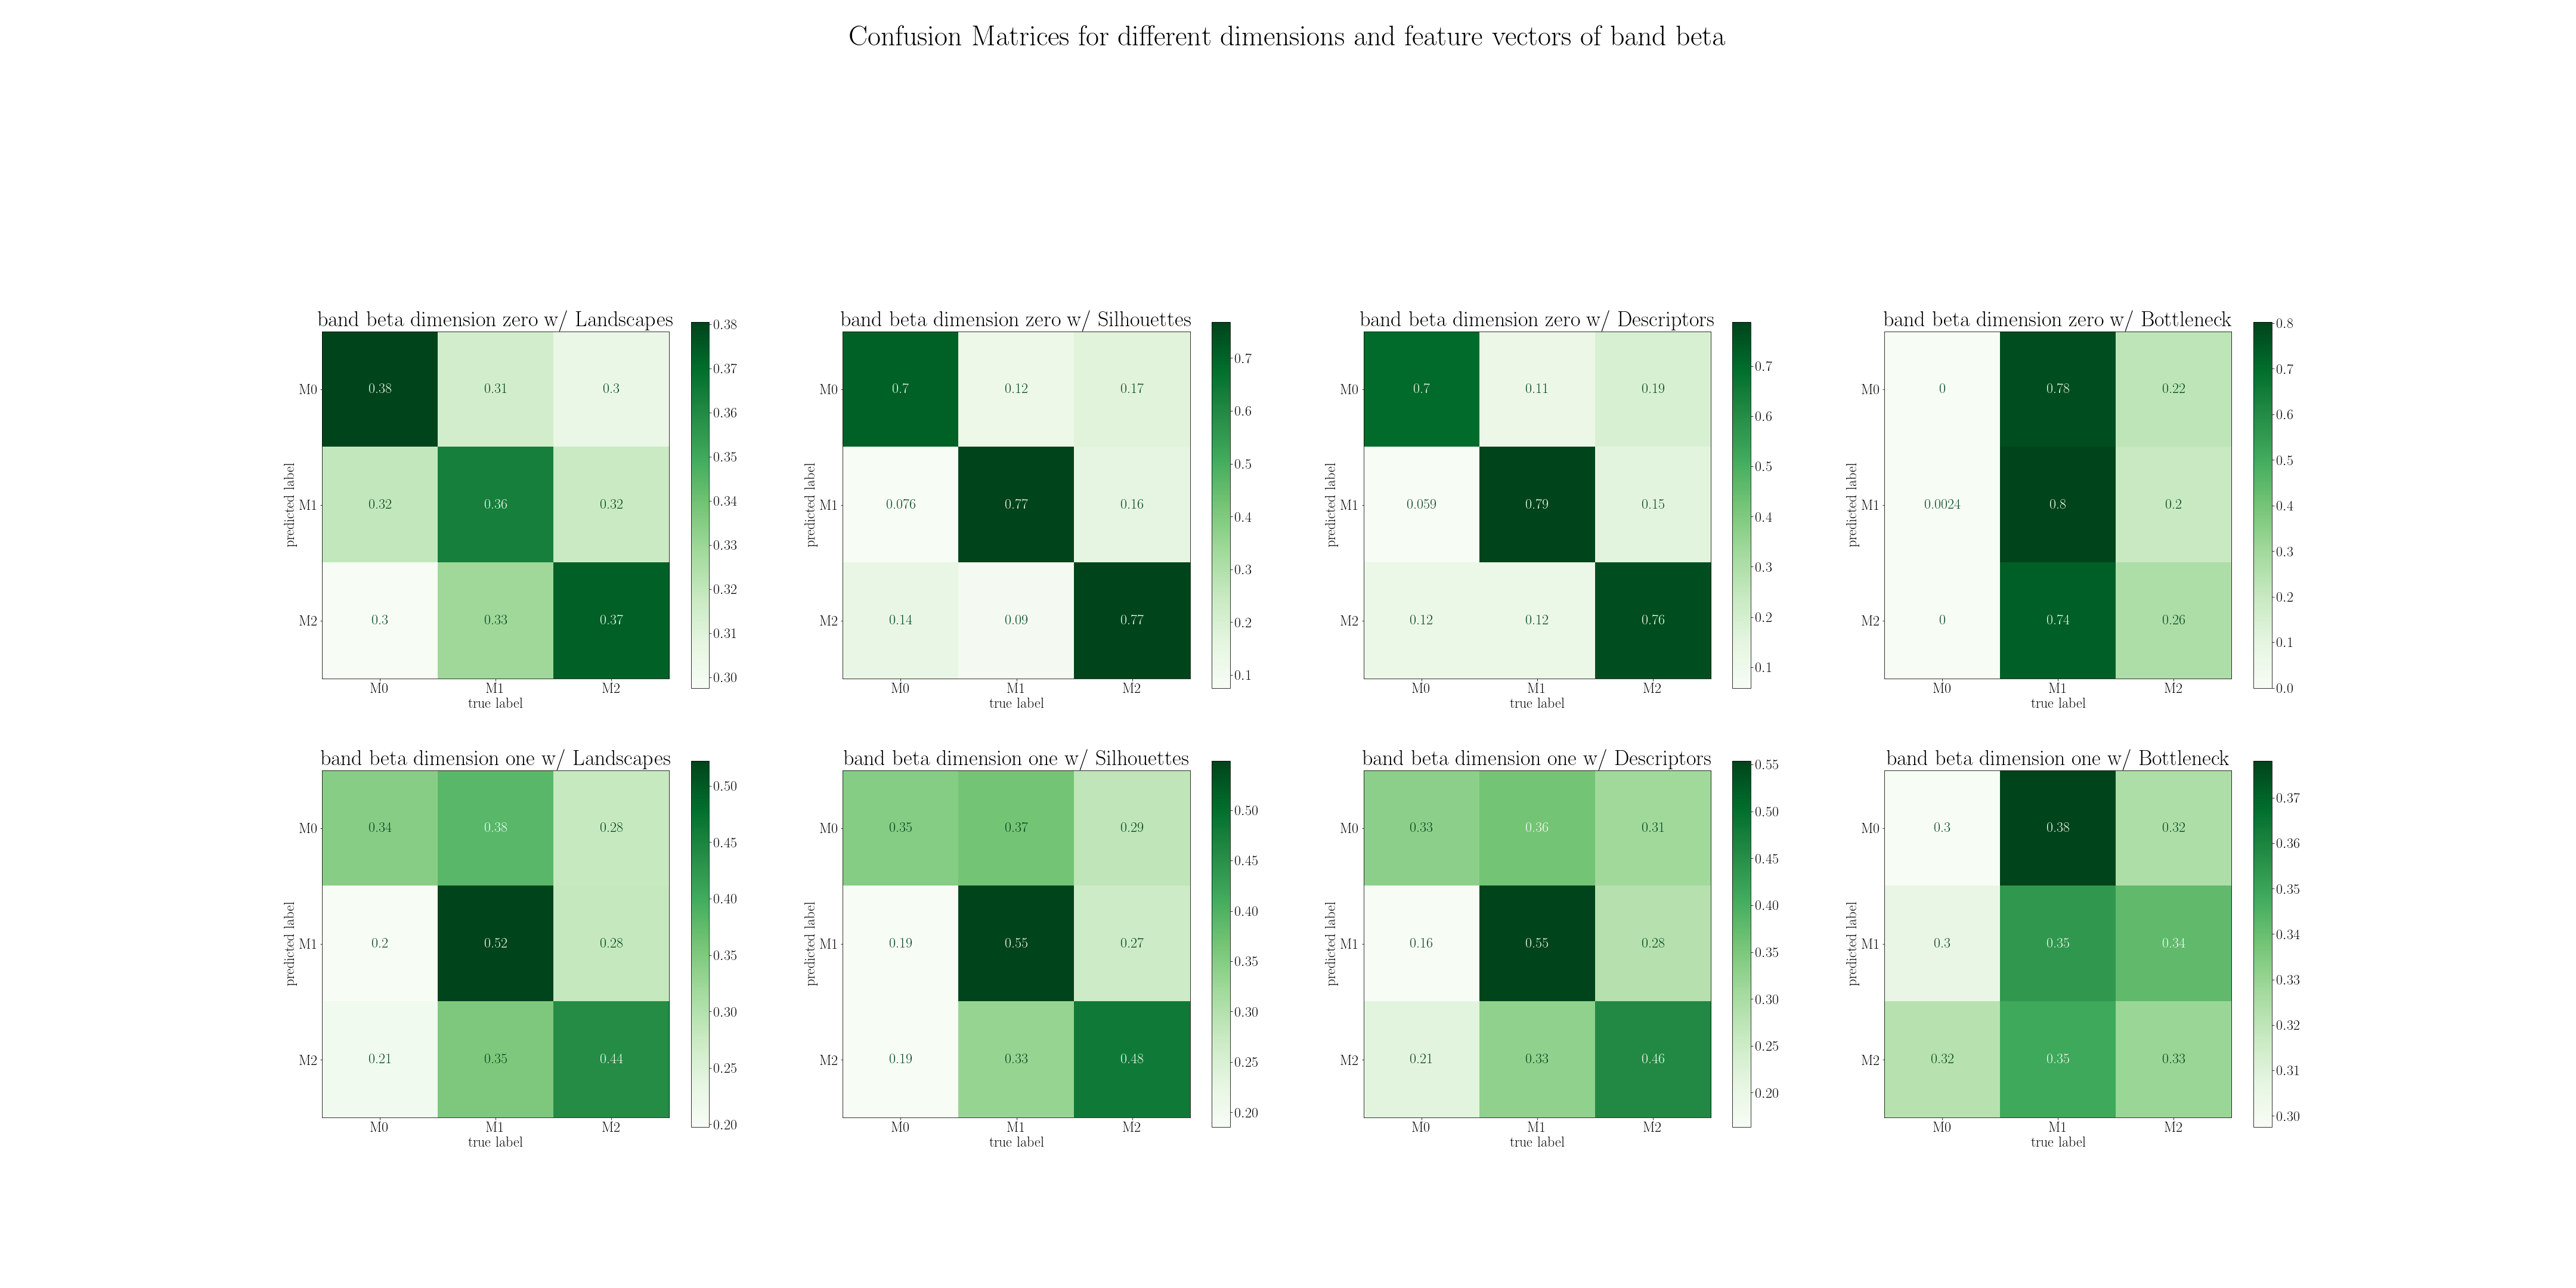 Confusion Matrices for different dimensions and feature vectors of band beta
band beta dimension zero w/ Landscapes
M0 0.38 0.31 0.3
M1 0.32 0.36 0.32
M2 0.3 0.33 0.37
M0 M1 M2
true label
predicted label
0.38
0.37
0.36
0.35
0.34
0.33
0.32
0.31
0.30
band beta dimension zero w/ Silhouettes
M0 0.7 0.12 0.17
M1 0.076 0.77 0.16
M2 0.14 0.09 0.77
M0 M1 M2
true label
predicted label
0.7
0.6
0.5
0.4
0.3
0.2
0.1
band beta dimension zero w/ Descriptors
M0 0.7 0.11 0.19
M1 0.059 0.79 0.15
M2 0.12 0.12 0.76
M0 M1 M2
true label
predicted label
0.7
0.6
0.5
0.4
0.3
0.2
0.1
band beta dimension zero w/ Bottleneck
M0 0 0.78 0.22
M1 0.0024 0.8 0.2
M2 0 0.74 0.26
M0 M1 M2
true label
predicted label
0.8
0.7
0.6
0.5
0.4
0.3
0.2
0.1
0.0
band beta dimension one w/ Landscapes
M0 0.34 0.38 0.28
M1 0.2 0.52 0.28
M2 0.21 0.35 0.44
M0 M1 M2
true label
predicted label
0.50
0.45
0.40
0.35
0.30
0.25
0.20
band beta dimension one w/ Silhouettes
M0 0.35 0.37 0.29
M1 0.19 0.55 0.27
M2 0.19 0.33 0.48
M0 M1 M2
true label
predicted label
0.50
0.45
0.40
0.35
0.30
0.25
0.20
band beta dimension one w/ Descriptors
M0 0.33 0.36 0.31
M1 0.16 0.55 0.28
M2 0.21 0.33 0.46
M0 M1 M2
true label
predicted label
0.55
0.50
0.45
0.40
0.35
0.30
0.25
0.20
band beta dimension one w/ Bottleneck
M0 0.3 0.38 0.32
M1 0.3 0.35 0.34
M2 0.32 0.35 0.33
M0 M1 M2
true label
predicted label
0.37
0.36
0.35
0.34
0.33
0.32
0.31
0.30